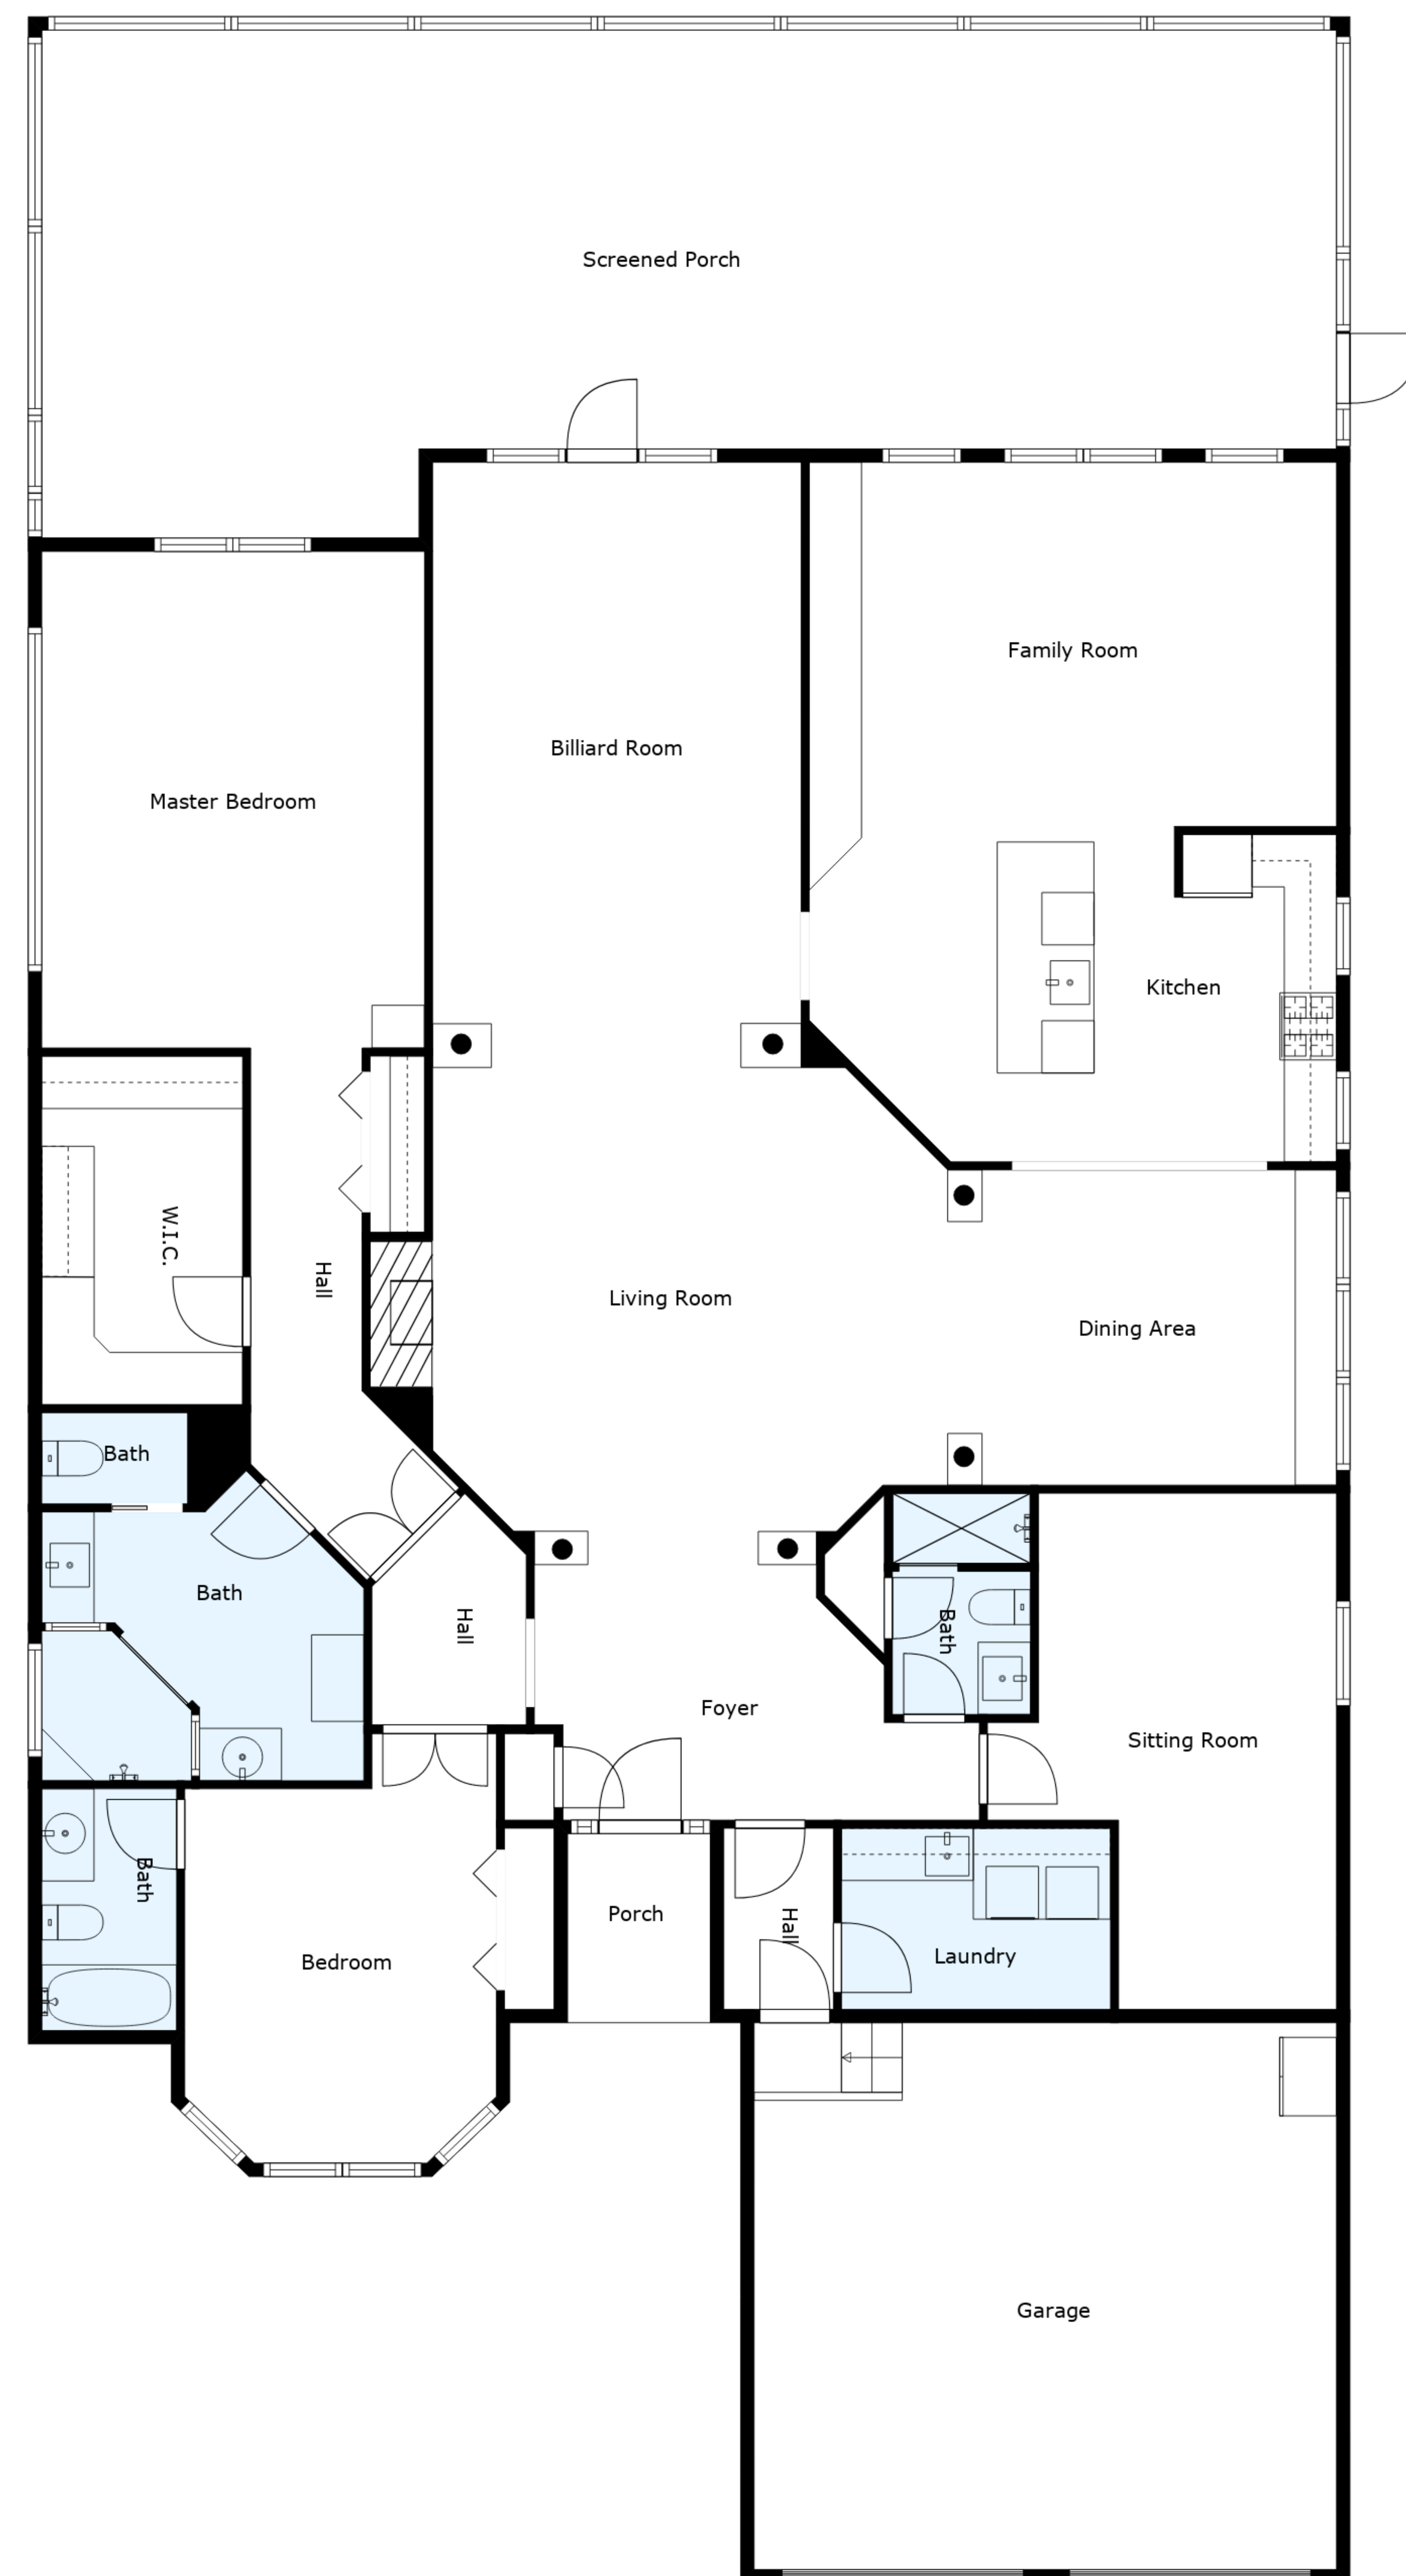 Screened Porch
Family Room
Billiard Room
Master Bedroom
Kitchen
W.I.C.
Hall
Living Room
Dining Area
Bath
Bath
Hall
Bath
Foyer
Sitting Room
Bath
Porch
Hall
Laundry
Bedroom
Garage